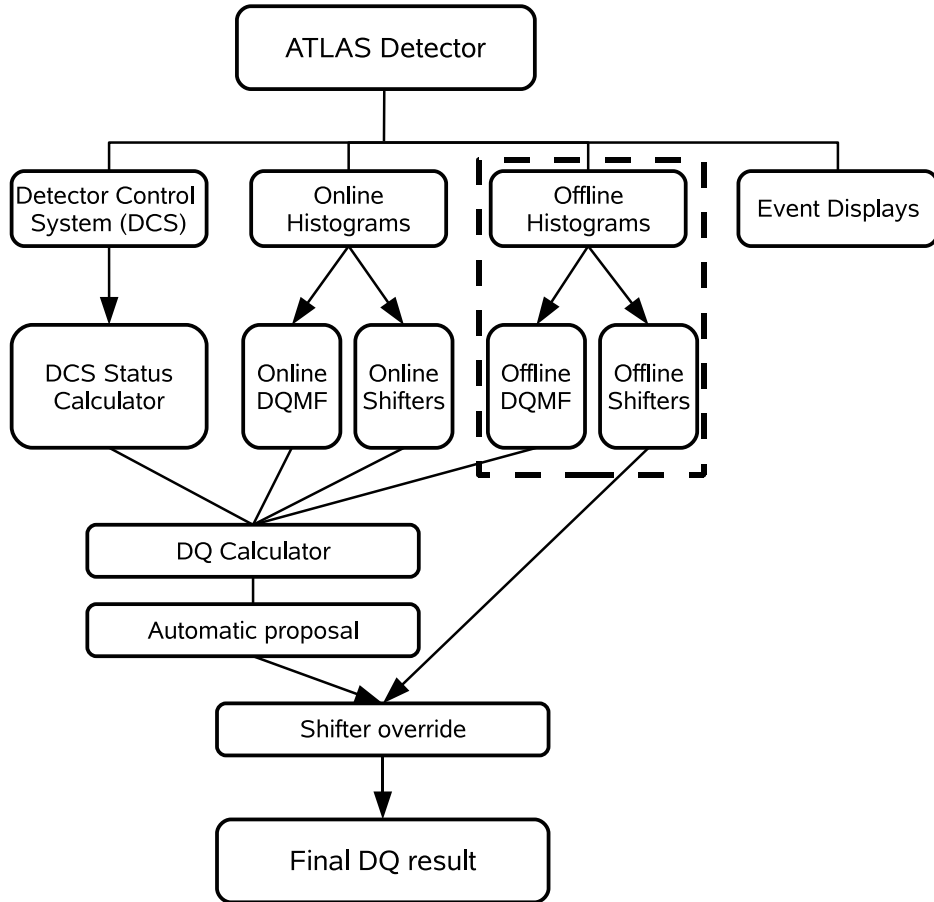 ATLAS Detector
Detector Control
System (DCS)
Online
Histograms
Offline
Histograms
Event Displays
DCS Status
Calculator
Online
DQMF
Online
Shifters
Offline
DQMF
Offline
Shifters
DQ Calculator
Automatic proposal
Shifter override
Final DQ result